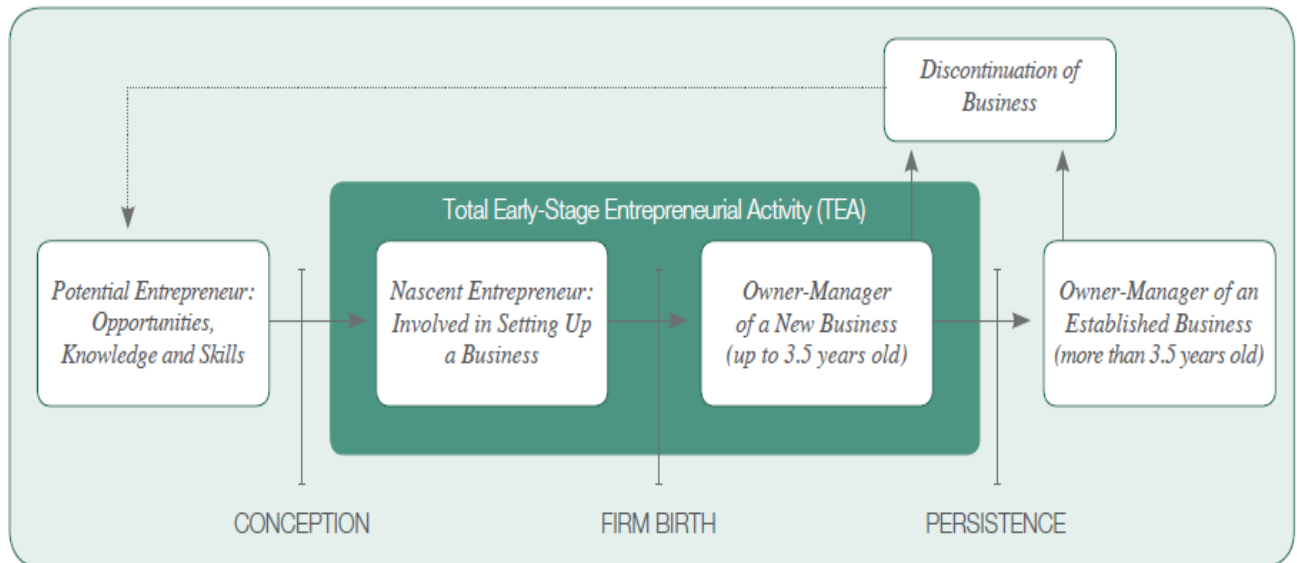 Discontinuation of
Business
Total Early-Stage Entrepreneurial Activity (TEA)
Potential Entrepreneur:
Opportunities,
Knowledge and Skills
Nascent Entrepreneur:
Involved in Setting Up
a Business
Owner-Manager
of a New Business
(up to 3.5 years old)
Owner-Manager of an
Established Business
(more than 3.5 years old)
CONCEPTION
FIRM BIRTH
PERSISTENCE